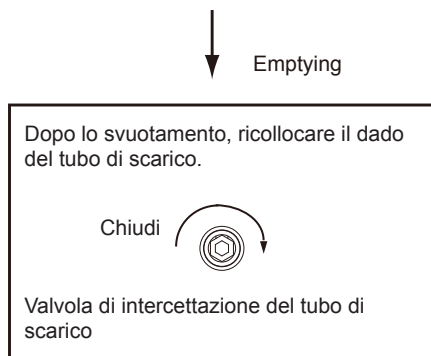 Emptying
Dopo lo svuotamento, ricollocare il dado
del tubo di scarico.
Chiudi
Valvola di intercettazione del tubo di
scarico